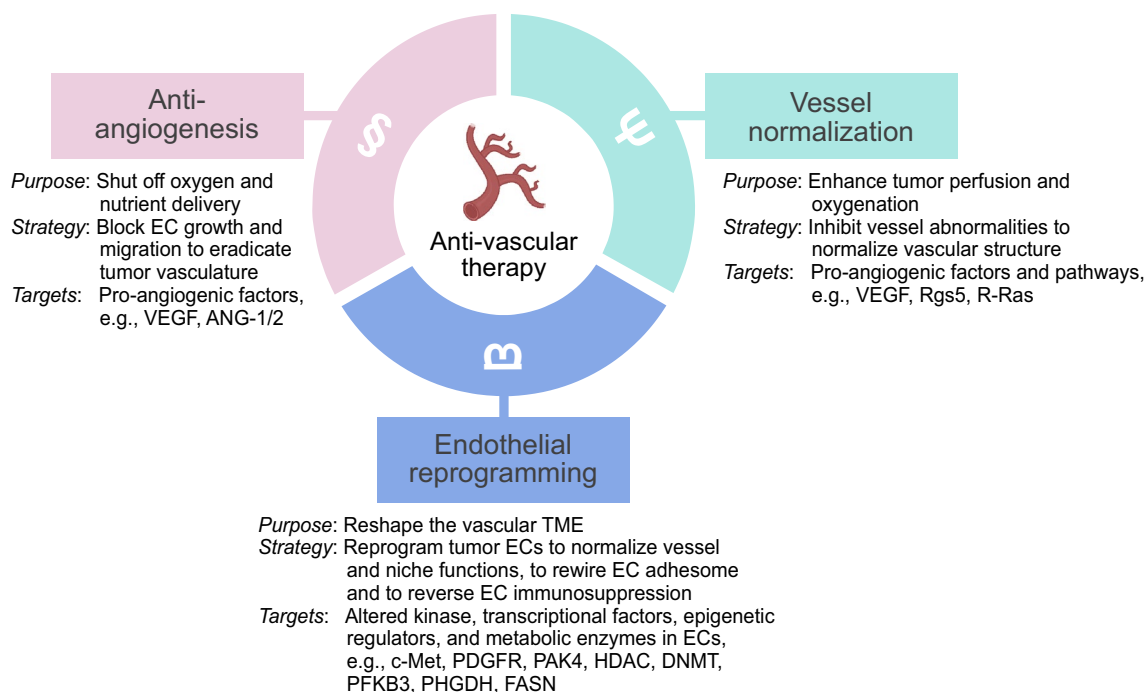 Anti-
angiogenesis
§
Purpose: Shut off oxygen and
nutrient delivery
Strategy: Block EC growth and
migration to eradicate
tumor vasculature
Targets: Pro-angiogenic factors,
e.g., VEGF, ANG-1/2
Anti-vascular
therapy
Vessel
normalization
Purpose: Enhance tumor perfusion and
oxygenation
Strategy: Inhibit vessel abnormalities to
normalize vascular structure
Targets: Pro-angiogenic factors and pathways,
e.g., VEGF, Rgs5, R-Ras
Endothelial
reprogramming
Purpose: Reshape the vascular TME
Strategy: Reprogram tumor ECs to normalize vessel
and niche functions, to rewire EC adhesome
and to reverse EC immunosuppression
Targets: Altered kinase, transcriptional factors, epigenetic
regulators, and metabolic enzymes in ECs,
e.g., c-Met, PDGFR, PAK4, HDAC, DNMT,
PFKB3, PHGDH, FASN